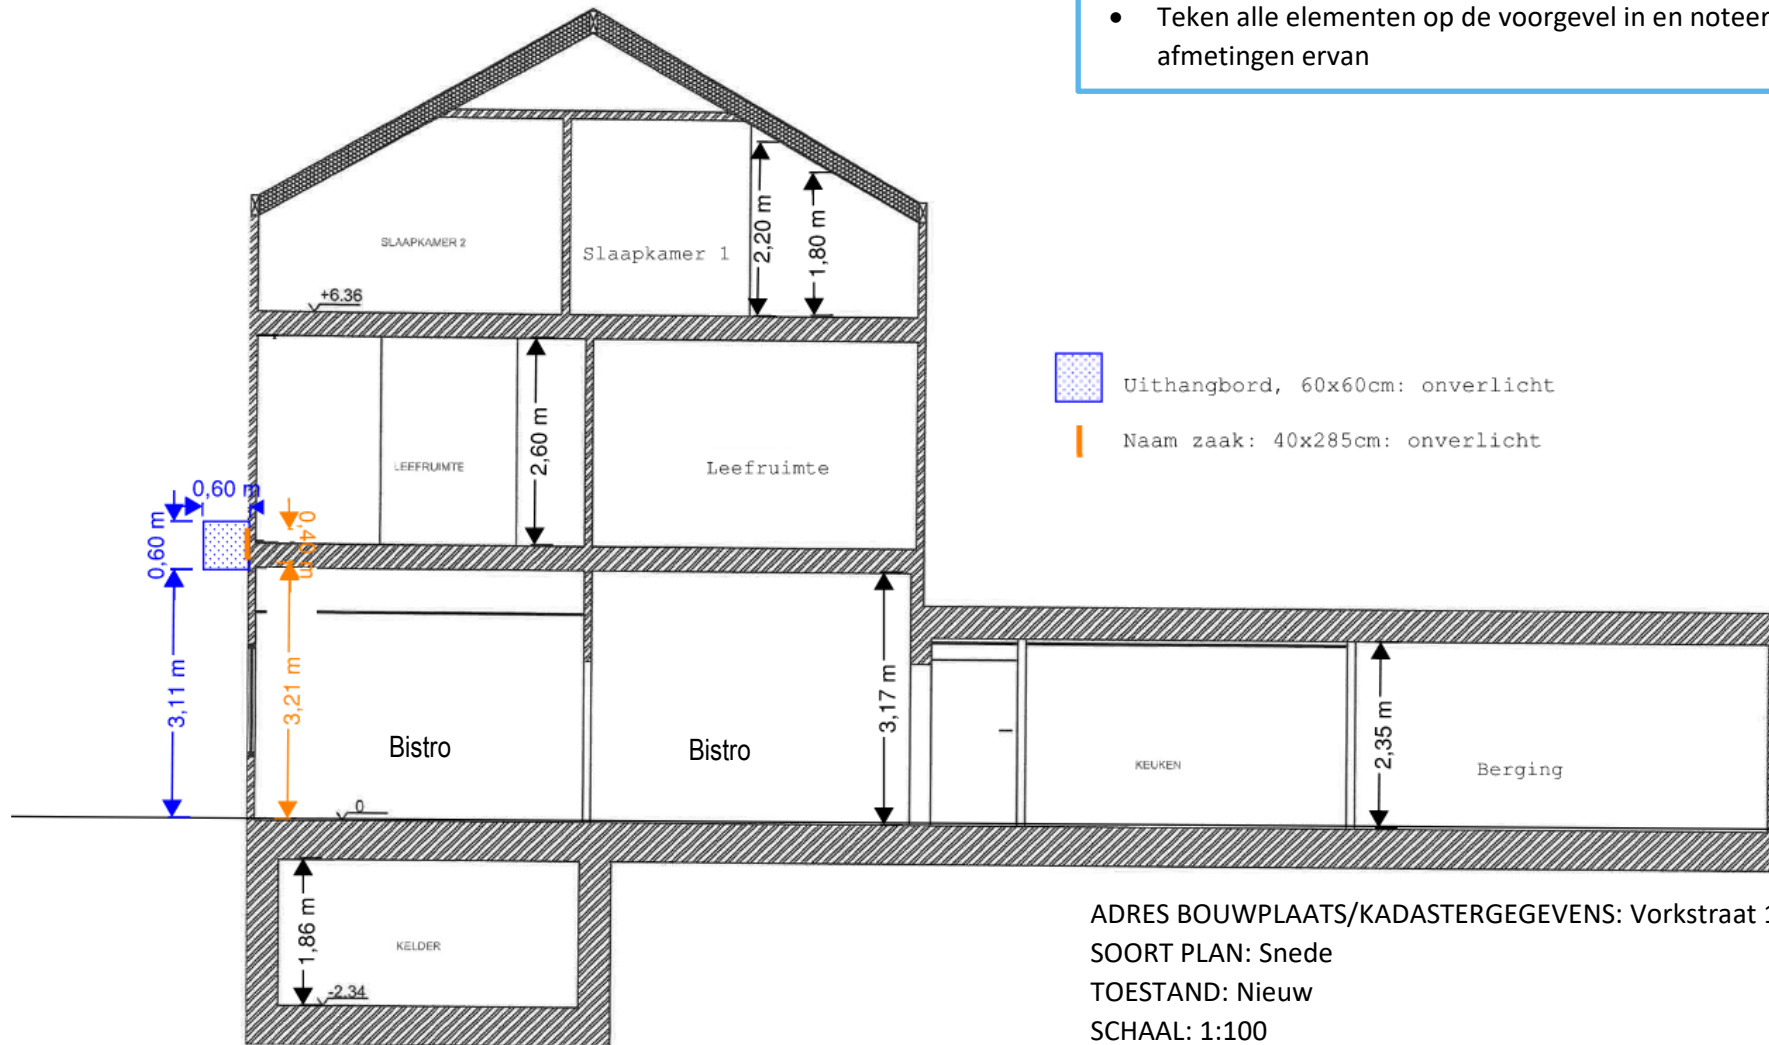 • Teken alle elementen op de voorgevel in en noteer
afmetingen ervan
2,20 m
1,80 m
SLAAPKAMER 2
Slaapkamer 1
+6.36
Uithangbord, 60x60cm: onverlicht
Naam zaak: 40x285cm: onverlicht
2,60 m
LEEFRUIMTE
Leefruimte
0,60 m
0,60 m
0,40 m
3,11 m
3,21 m
3,17 m
2,35 m
Bistro
Bistro
KEUKEN
Berging
0
1,86 m
KELDER
-2.34
ADRES BOUWPLAATS/KADASTERGEGEVENS: Vorkstraat 1
SOORT PLAN: Snede
TOESTAND: Nieuw
SCHAAL: 1:100